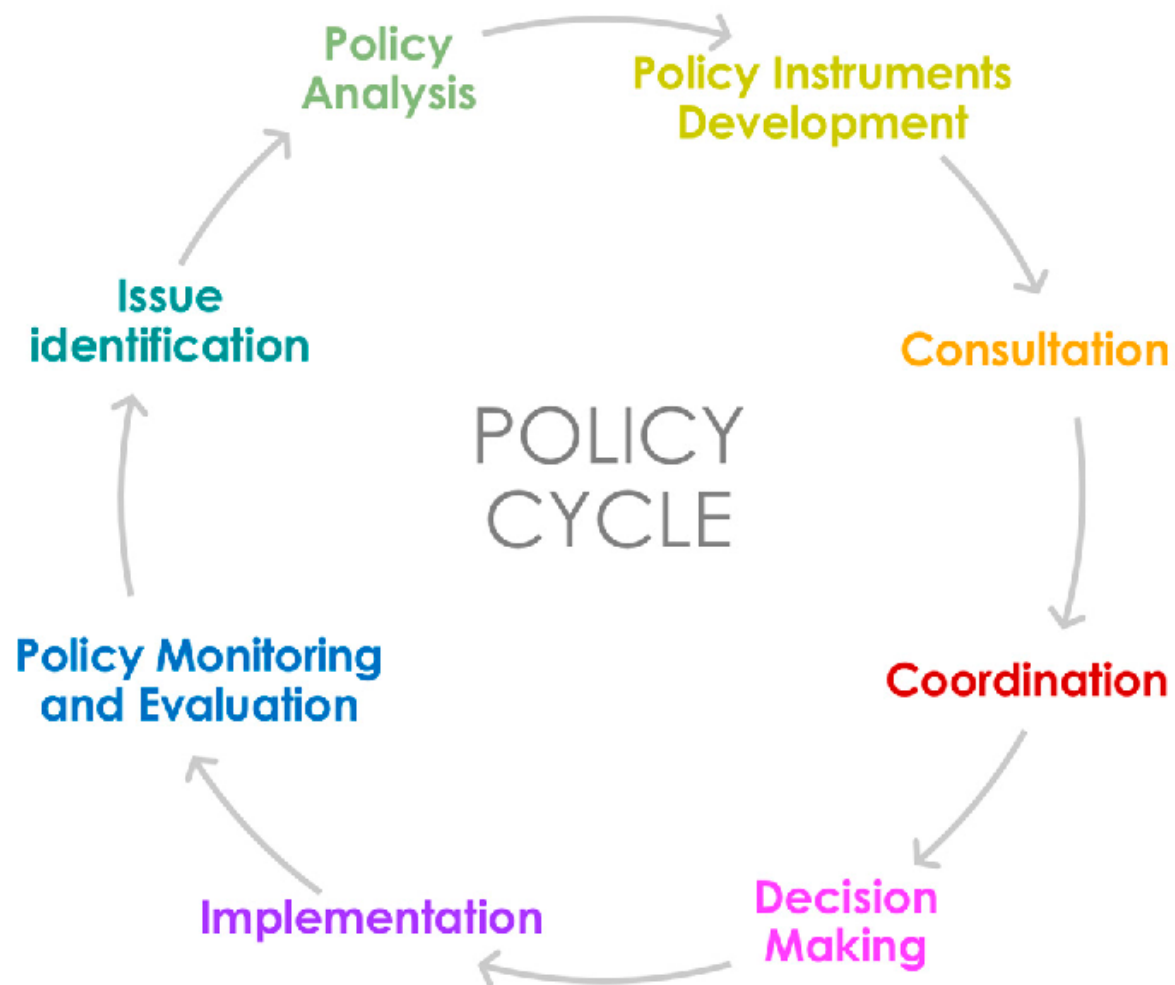 Policy
Analysis
Policy Instruments
Development
Issue
identification
Consultation
POLICY
CYCLE
Policy Monitoring
and Evaluation
Coordination
Implementation
Decision
Making